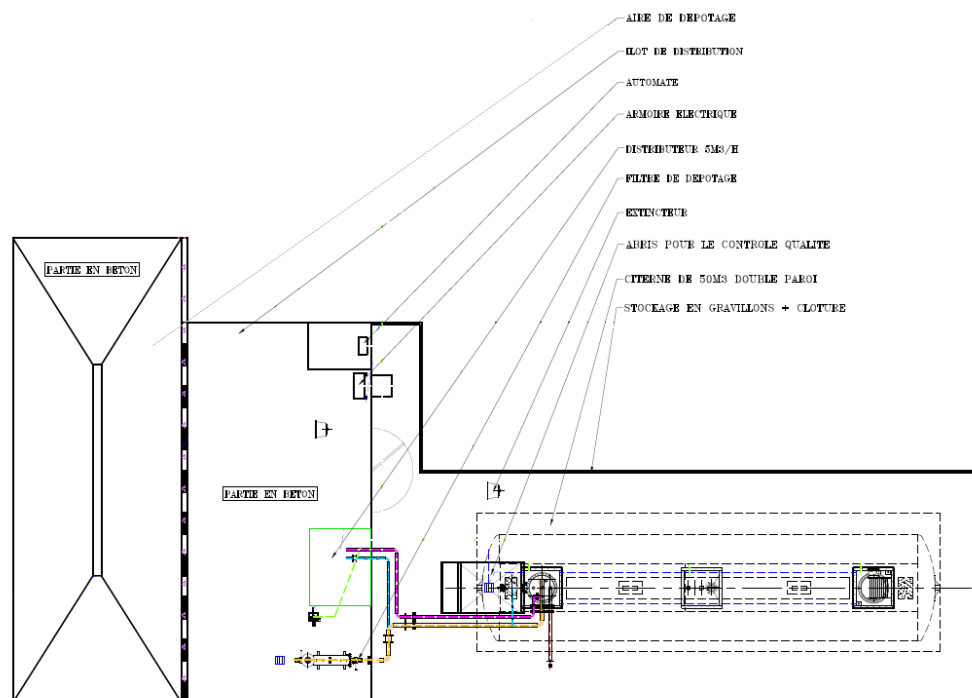 AIRE DE DEPOTAGE
ILOT DE DISTRIBUTION
AUTOMATE
ARMOIRE ELECTRIQUE
DISTRIBUTEUR 5M3/H
FILTRE DE DEPOTAGE
EXTINCTEUR
ABRIS POUR LE CONTROLE QUALITE
CITERNE DE 50M3 DOUBLE PAROI
STOCKAGE EN GRAVILLONS + CLOTURE
PARTIE EN BETON
PARTIE EN BETON